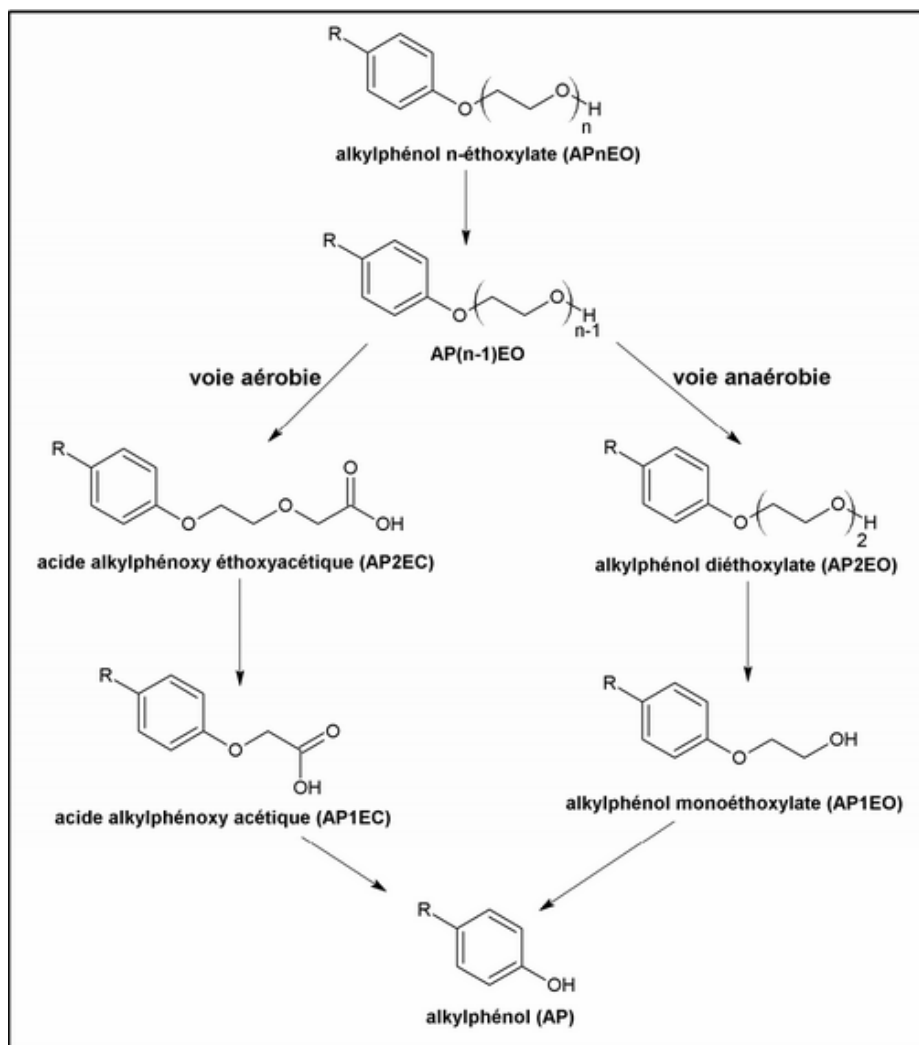 R
O
O
H
n
alkylphénol n-éthoxylate (APnEO)
R
O
O
H
n-1
AP(n-1)EO
voie aérobie
voie anaérobie
R
O
O
O
OH
acide alkylphénoxy éthoxyacétique (AP2EC)
R
O
O
H
2
alkylphénol diéthoxylate (AP2EO)
R
O
O
OH
acide alkylphénoxy acétique (AP1EC)
R
O
OH
alkylphénol monoéthoxylate (AP1EO)
R
OH
alkylphénol (AP)